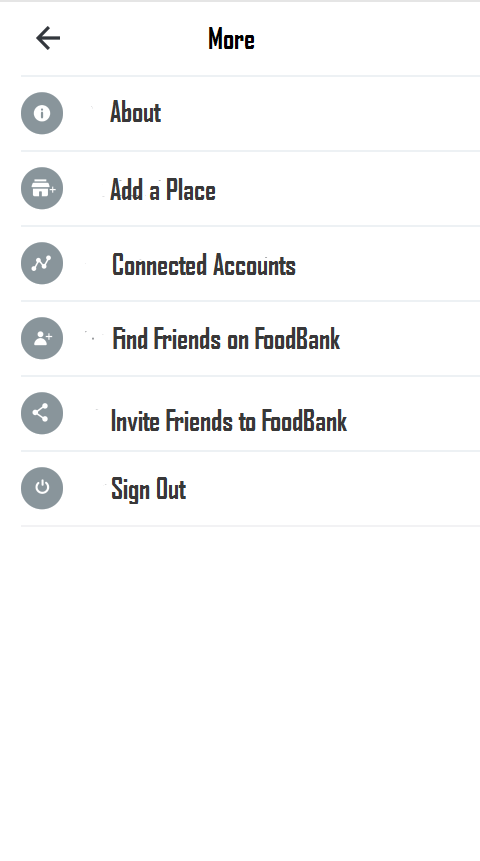 More
About
Add a Place
Connected Accounts
Find Friends on FoodBank
Invite Friends to FoodBank
Sign Out